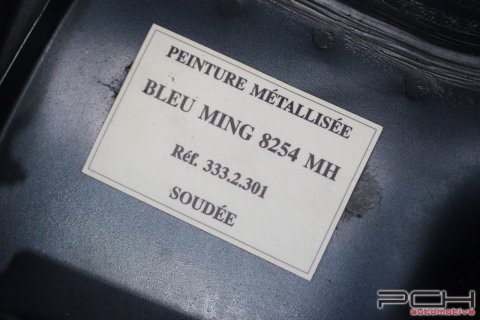 PEINTURE MÉTALLISÉE
BLEU MING 8254 MH
Réf. 333.2.301
SOUDÉE
PCH
automotive